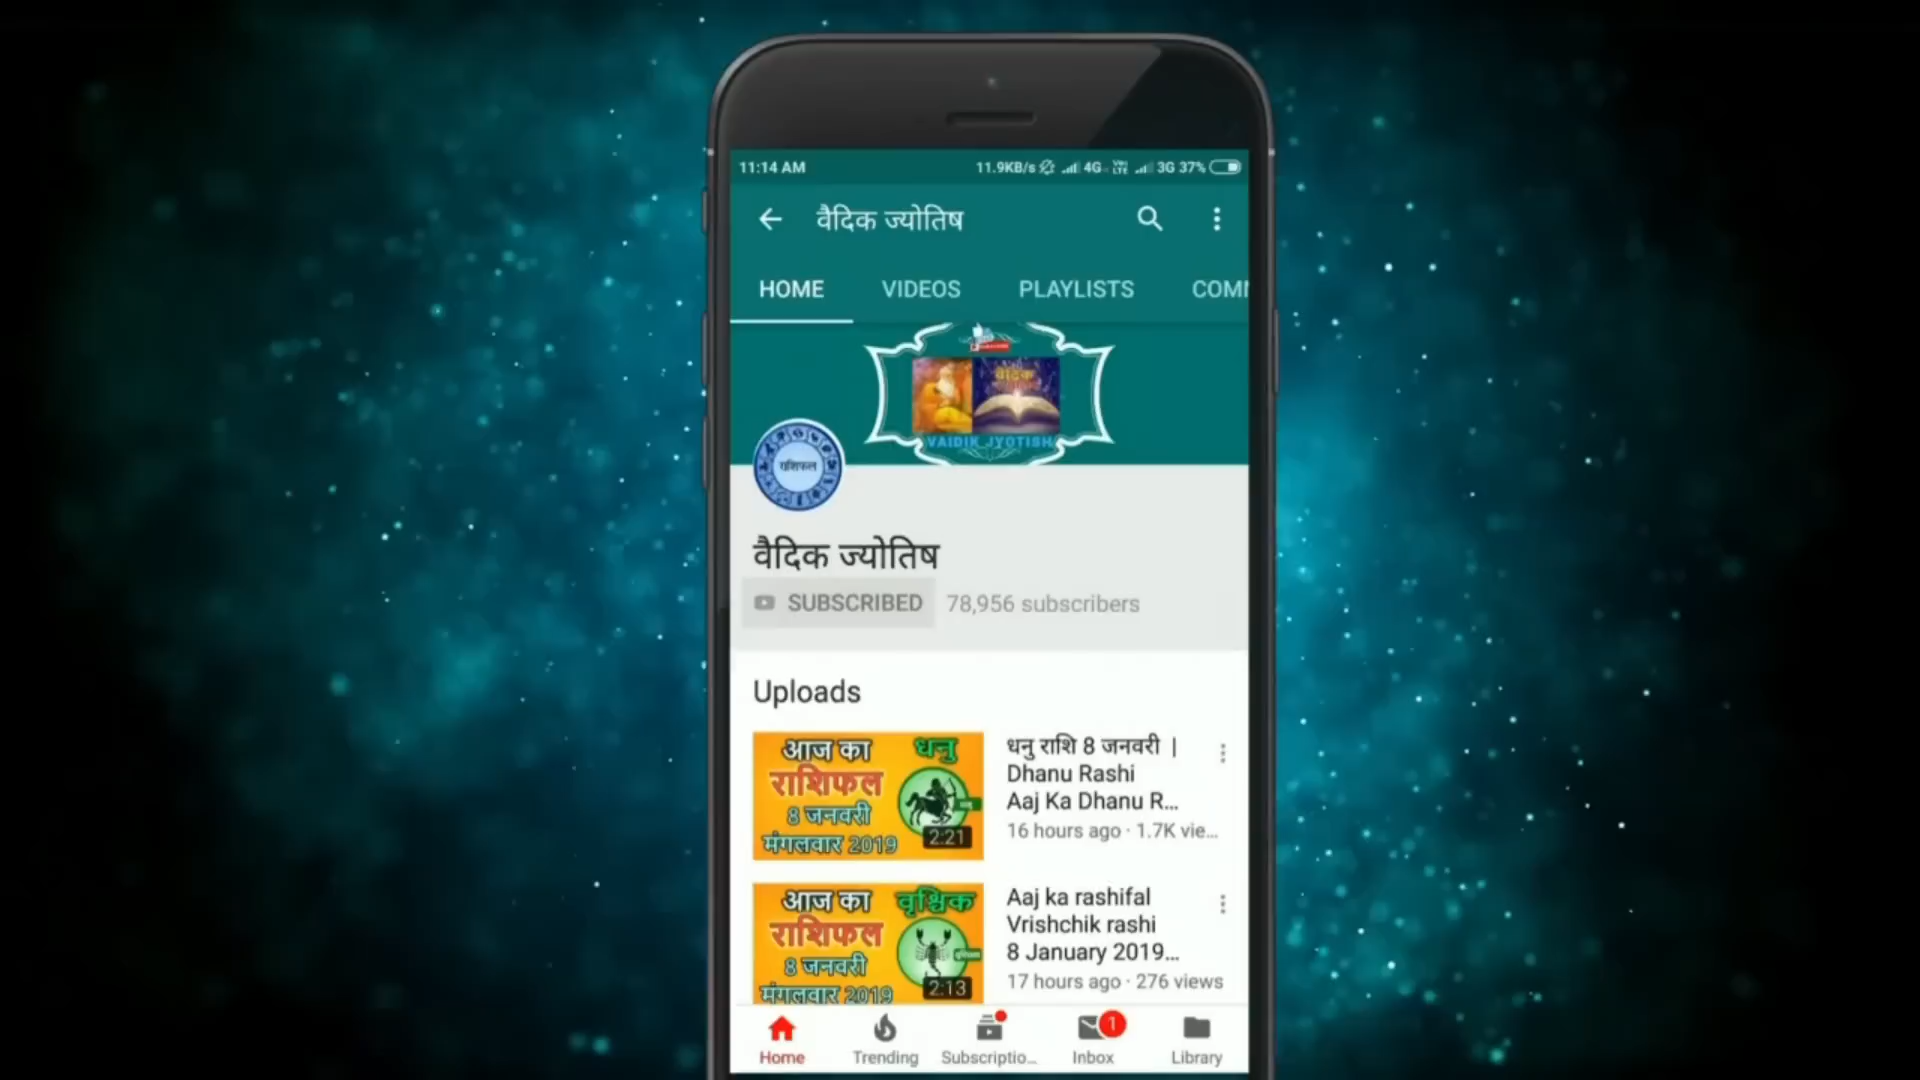 11:14 AM
11.9KB/s 4G VoLTE 3G 37%
वैदिक ज्योतिष
HOME VIDEOS PLAYLISTS COMM
वैदिक
VAIDIK JYOTISH
राशिफल
वैदिक ज्योतिष
SUBSCRIBED 78,956 subscribers
Uploads
आज का धनु
राशिफल
8 जनवरी
मंगलवार 2019
2:21
धनु राशि 8 जनवरी |
Dhanu Rashi
Aaj Ka Dhanu R...
16 hours ago · 1.7K vie...
आज का वृश्चिक
राशिफल
8 जनवरी
मंगलवार 2019
2:13
Aaj ka rashifal
Vrishchik rashi
8 January 2019...
17 hours ago · 276 views
1
Home Trending Subscriptio... Inbox Library